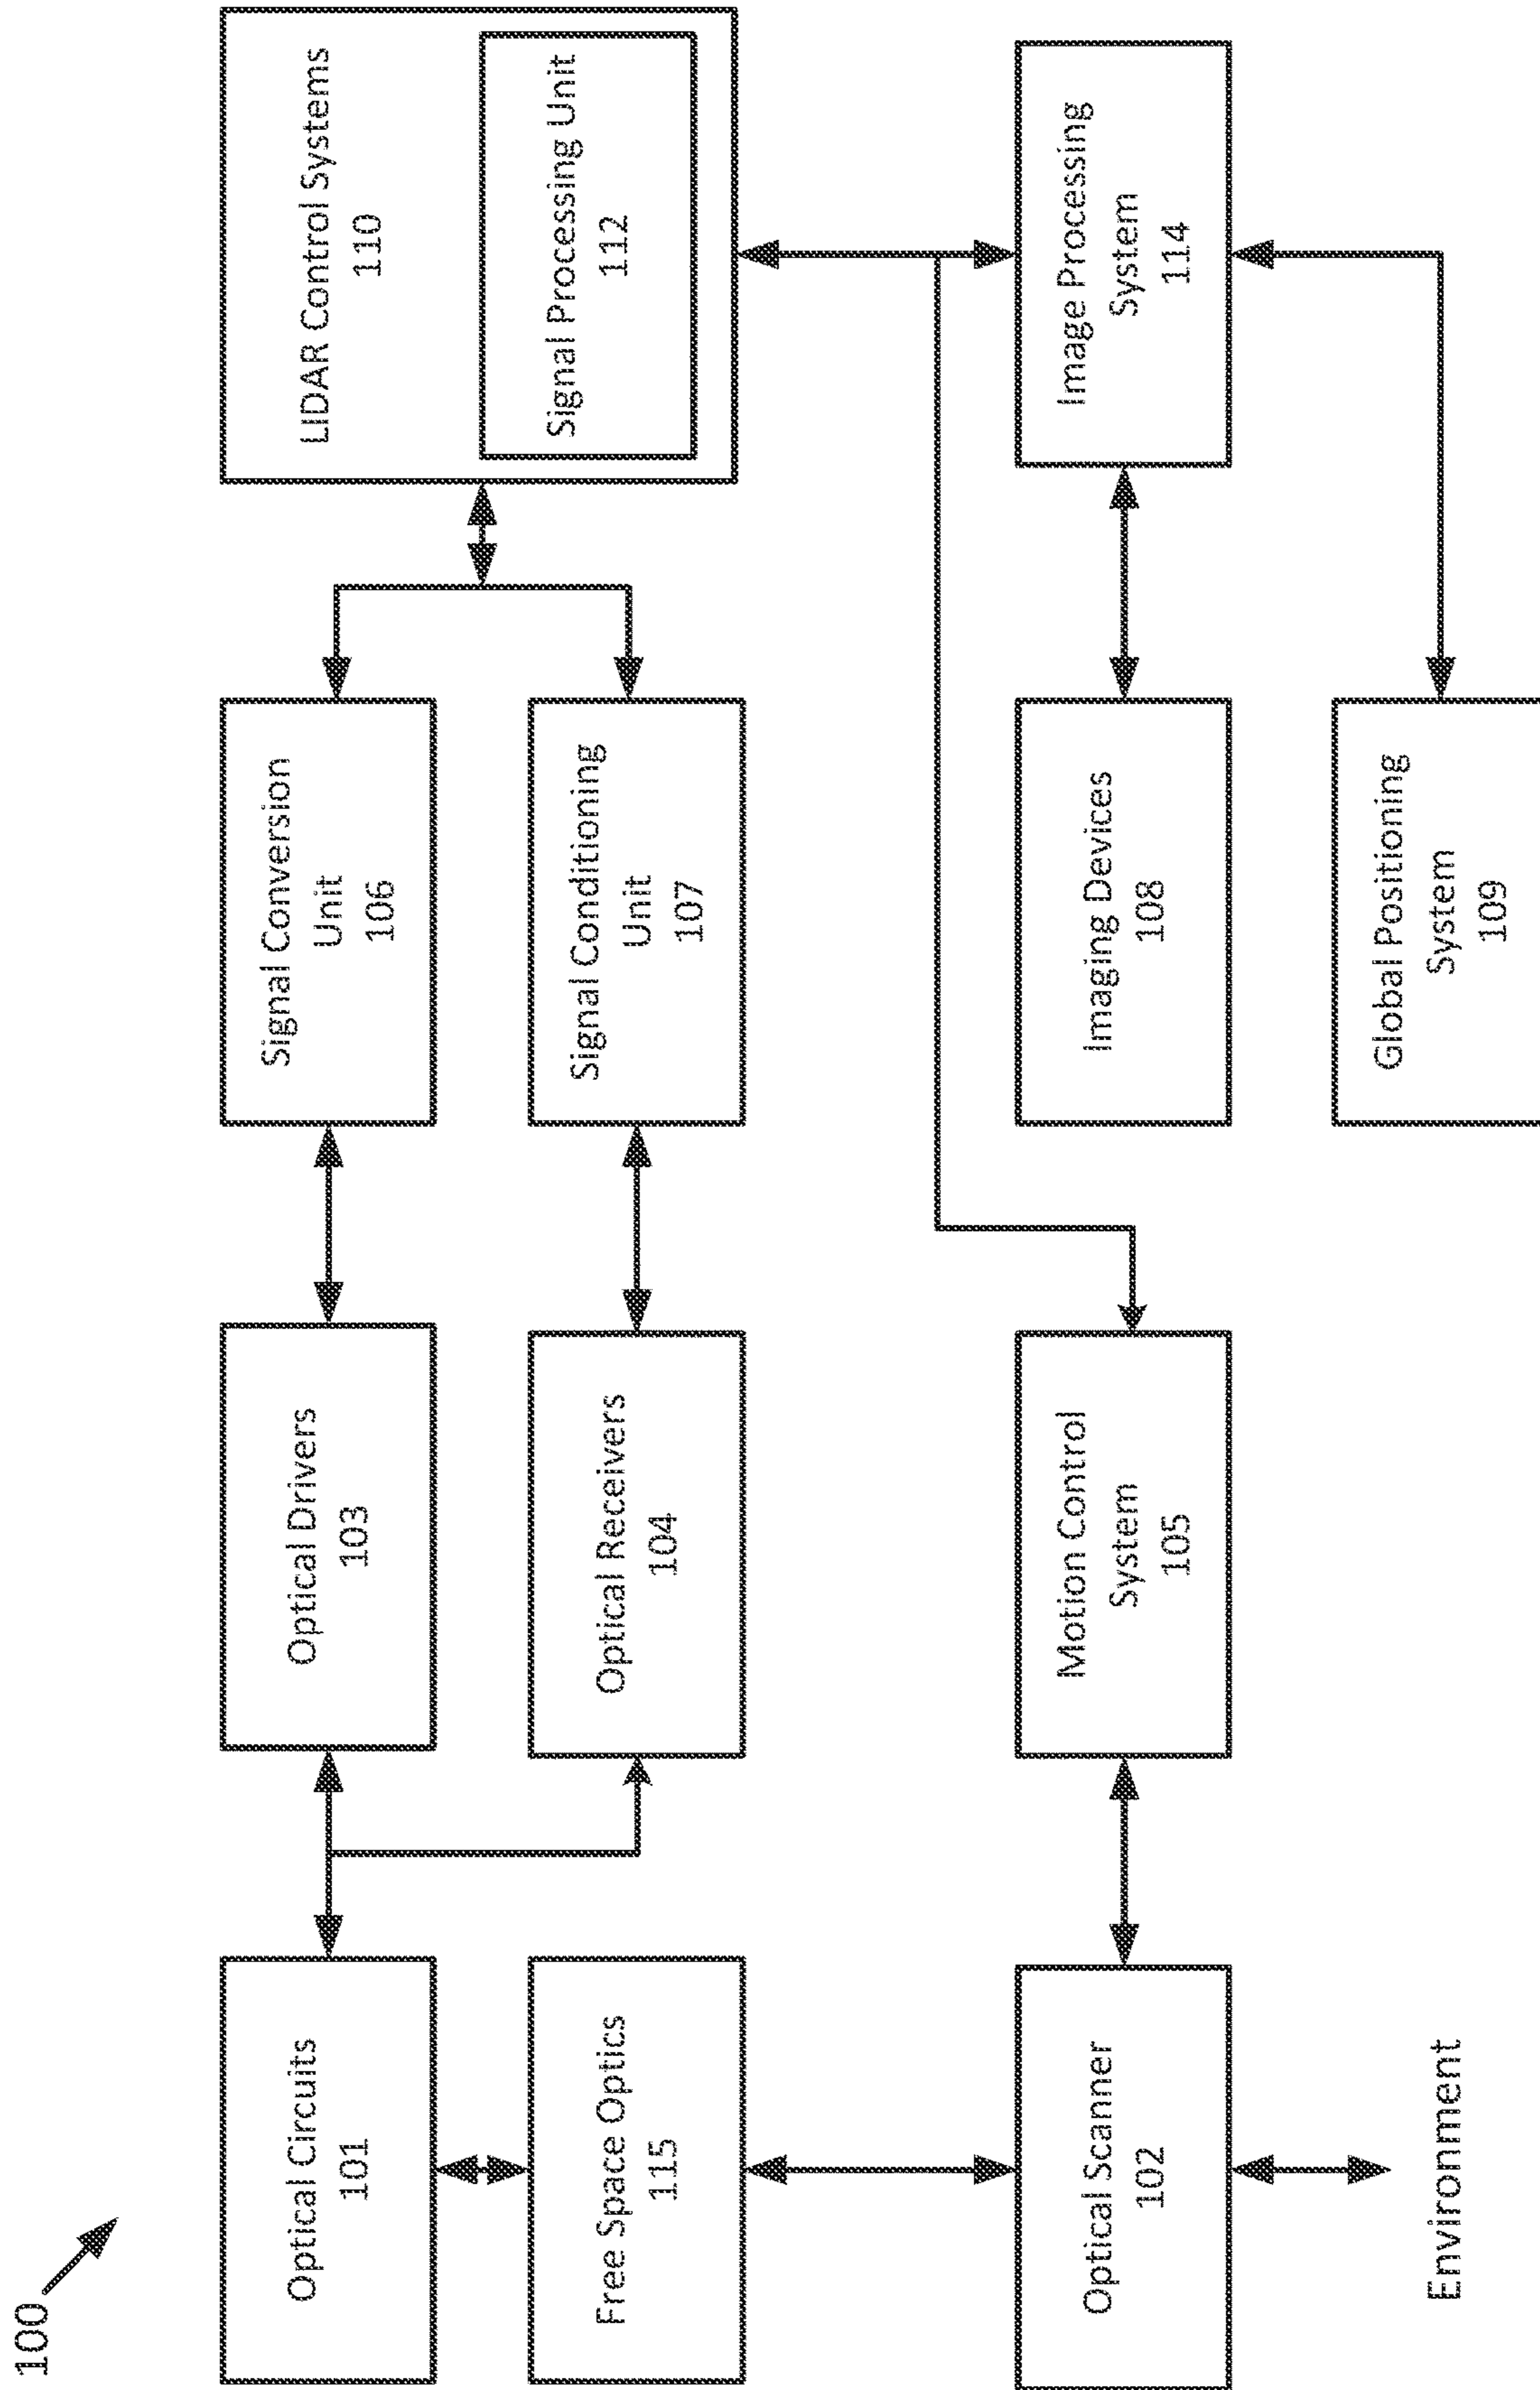 100
Optical Circuits
101
Optical Drivers
103
Signal Conversion
Unit
106
LIDAR Control Systems
110
Signal Processing Unit
112
Free Space Optics
115
Optical Receivers
104
Signal Conditioning
Unit
107
Optical Scanner
102
Motion Control
System
105
Imaging Devices
108
Image Processing
System
114
Environment
Global Positioning
System
109